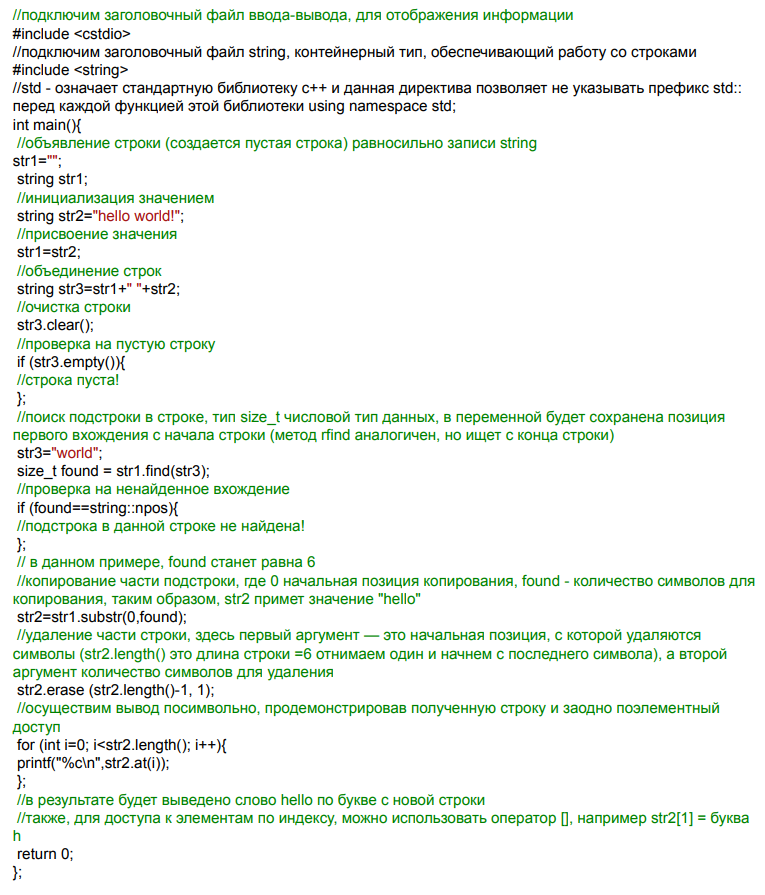 //подключим заголовочный файл ввода-вывода, для отображения информации
#include <cstdio>
//подключим заголовочный файл string, контейнерный тип, обеспечивающий работу со строками
#include <string>
//std - означает стандартную библиотеку c++ и данная директива позволяет не указывать префикс std::
перед каждой функцией этой библиотеки using namespace std;
int main(){
//объявление строки (создается пустая строка) равносильно записи string
str1="";
string str1;
//инициализация значением
string str2="hello world!";
//присвоение значения
str1=str2;
//объединение строк
string str3=str1+" "+str2;
//очистка строки
str3.clear();
//проверка на пустую строку
if (str3.empty()){
//строка пуста!
};
//поиск подстроки в строке, тип size_t числовой тип данных, в переменной будет сохранена позиция
первого вхождения с начала строки (метод rfind аналогичен, но ищет с конца строки)
str3="world";
size_t found = str1.find(str3);
//проверка на ненайденное вхождение
if (found==string::npos){
//подстрока в данной строке не найдена!
};
// в данном примере, found станет равна 6
//копирование части подстроки, где 0 начальная позиция копирования, found - количество символов для
копирования, таким образом, str2 примет значение "hello"
str2=str1.substr(0,found);
//удаление части строки, здесь первый аргумент — это начальная позиция, с которой удаляются
символы (str2.length() это длина строки =6 отнимаем один и начнем с последнего символа), а второй
аргумент количество символов для удаления
str2.erase (str2.length()-1, 1);
//осуществим вывод посимвольно, продемонстрировав полученную строку и заодно поэлементный
доступ
for (int i=0; i<str2.length(); i++){
printf("%c\n",str2.at(i));
};
//в результате будет выведено слово hello по букве с новой строки
//также, для доступа к элементам по индексу, можно использовать оператор [], например str2[1] = буква
h
return 0;
};